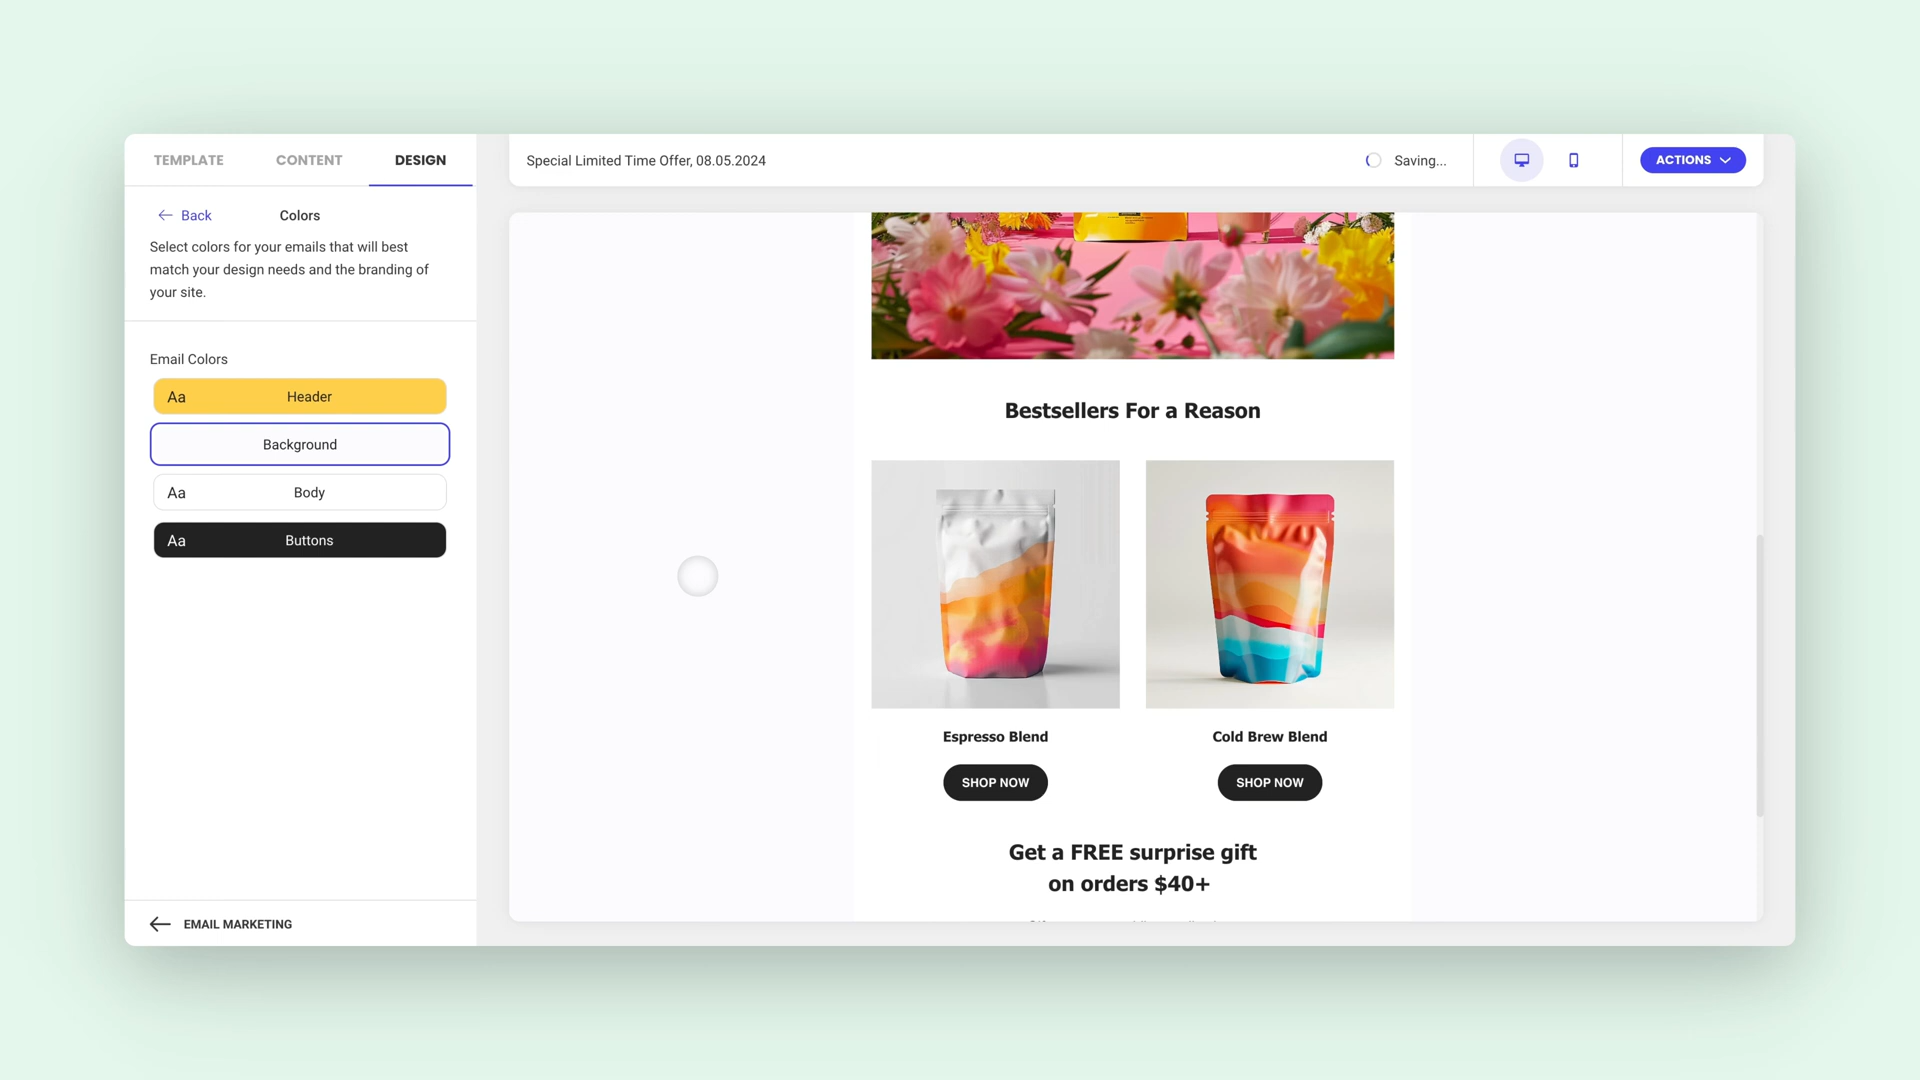 TEMPLATE
CONTENT
DESIGN
Back
Colors
Select colors for your emails that will best
match your design needs and the branding of
your site.
Email Colors
Aa Header
Background
Aa Body
Aa Buttons
EMAIL MARKETING
Special Limited Time Offer, 08.05.2024
Saving...
ACTIONS
Bestsellers For a Reason
Espresso Blend
Cold Brew Blend
SHOP NOW
SHOP NOW
Get a FREE surprise gift
on orders $40+